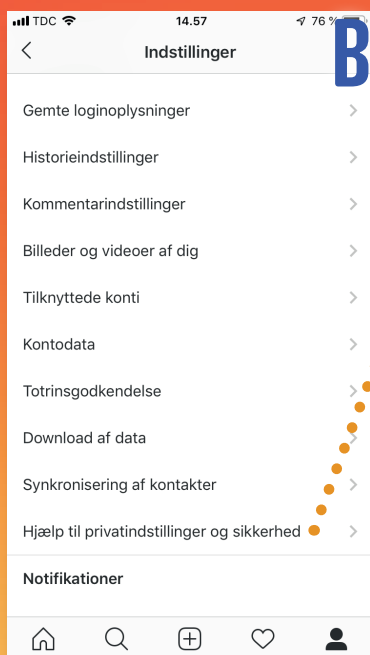 TDC 14.57 76 %
B
Indstillinger
Gemte loginoplysninger
Historieindstillinger
Kommentarindstillinger
Billeder og videoer af dig
Tilknyttede konti
Kontodata
Totrinsgodkendelse
Download af data
Synkronisering af kontakter
Hjælp til privatindstillinger og sikkerhed
Notifikationer